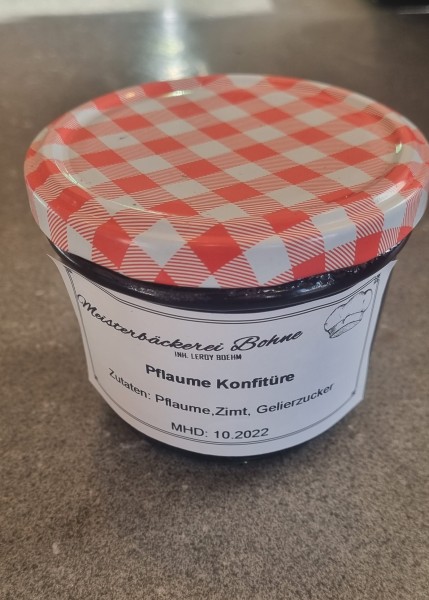 Meisterbäckerei Bohne
INH. LEROY BOEHM
Pflaume Konfitüre
Zutaten: Pflaume,Zimt, Gelierzucker
MHD: 10.2022